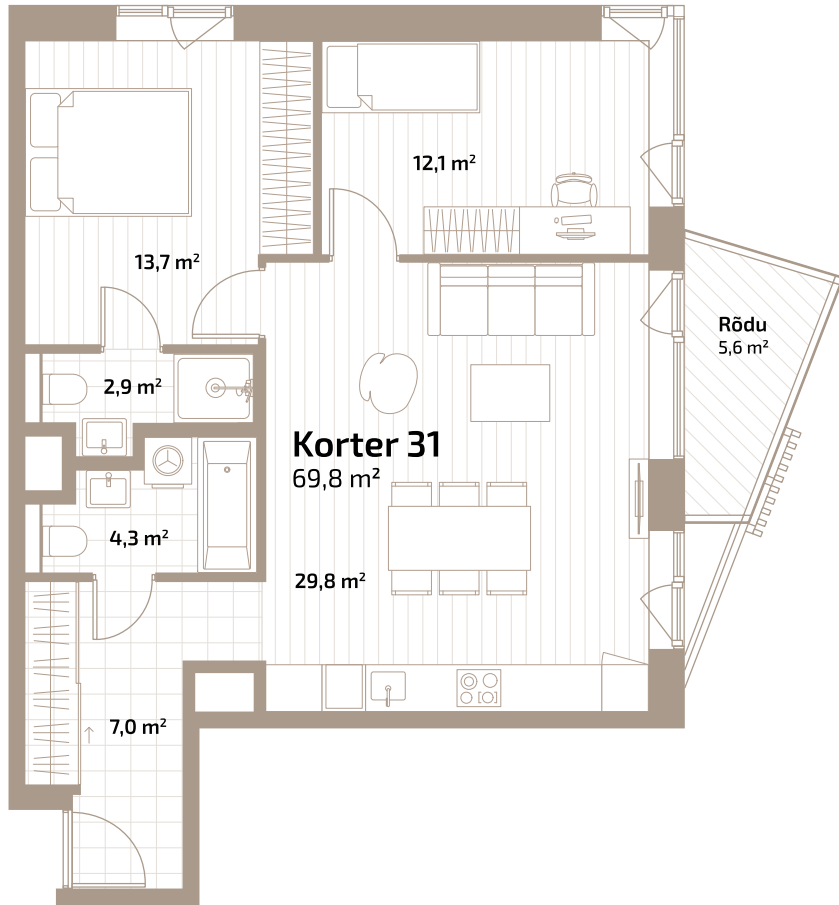 12,1 m²
13,7 m²
Rõdu
5,6 m²
2,9 m²
Korter 31
69,8 m²
4,3 m²
29,8 m²
7,0 m²